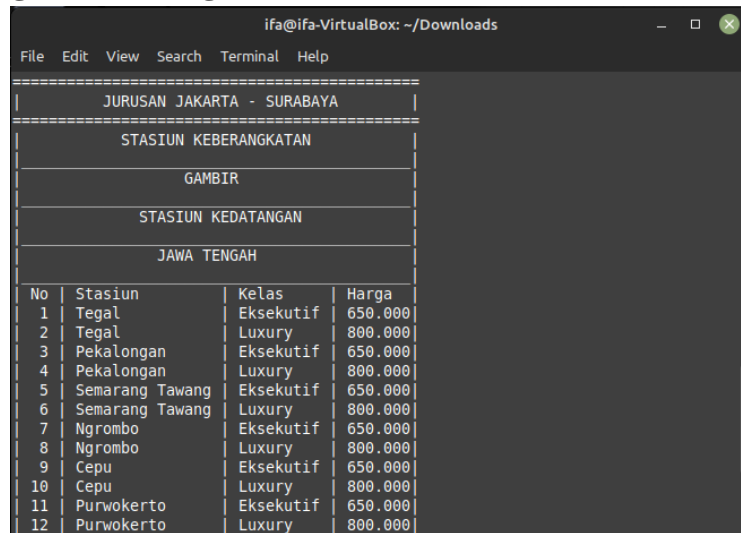 ifa@ifa-VirtualBox: ~/Downloads
File Edit View Search Terminal Help
=============================================
| JURUSAN JAKARTA - SURABAYA |
=============================================
| STASIUN KEBERANGKATAN |
|___________________________________________|
| GAMBIR |
|___________________________________________|
| STASIUN KEDATANGAN |
|___________________________________________|
| JAWA TENGAH |
|___________________________________________|
| No | Stasiun | Kelas | Harga |
| 1 | Tegal | Eksekutif | 650.000|
| 2 | Tegal | Luxury | 800.000|
| 3 | Pekalongan | Eksekutif | 650.000|
| 4 | Pekalongan | Luxury | 800.000|
| 5 | Semarang Tawang | Eksekutif | 650.000|
| 6 | Semarang Tawang | Luxury | 800.000|
| 7 | Ngrombo | Eksekutif | 650.000|
| 8 | Ngrombo | Luxury | 800.000|
| 9 | Cepu | Eksekutif | 650.000|
| 10 | Cepu | Luxury | 800.000|
| 11 | Purwokerto | Eksekutif | 650.000|
| 12 | Purwokerto | Luxury | 800.000|